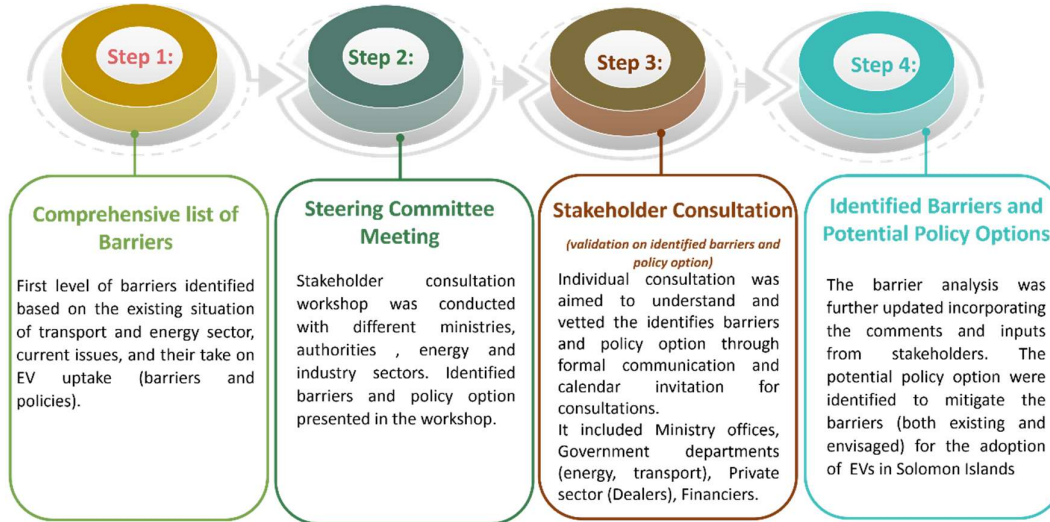 Step 1:
Step 2:
Step 3:
Step 4:
Comprehensive list of
Barriers
First level of barriers identified
based on the existing situation
of transport and energy sector,
current issues, and their take on
EV uptake (barriers and
policies).
Steering Committee
Meeting
Stakeholder consultation
workshop was conducted
with different ministries,
authorities , energy and
industry sectors. Identified
barriers and policy option
presented in the workshop.
Stakeholder Consultation
(validation on identified barriers and
policy option)
Individual consultation was
aimed to understand and
vetted the identifies barriers
and policy option through
formal communication and
calendar invitation for
consultations.
It included Ministry offices,
Government departments
(energy, transport), Private
sector (Dealers), Financiers.
Identified Barriers and
Potential Policy Options
The barrier analysis was
further updated incorporating
the comments and inputs
from stakeholders. The
potential policy option were
identified to mitigate the
barriers (both existing and
envisaged) for the adoption
of EVs in Solomon Islands